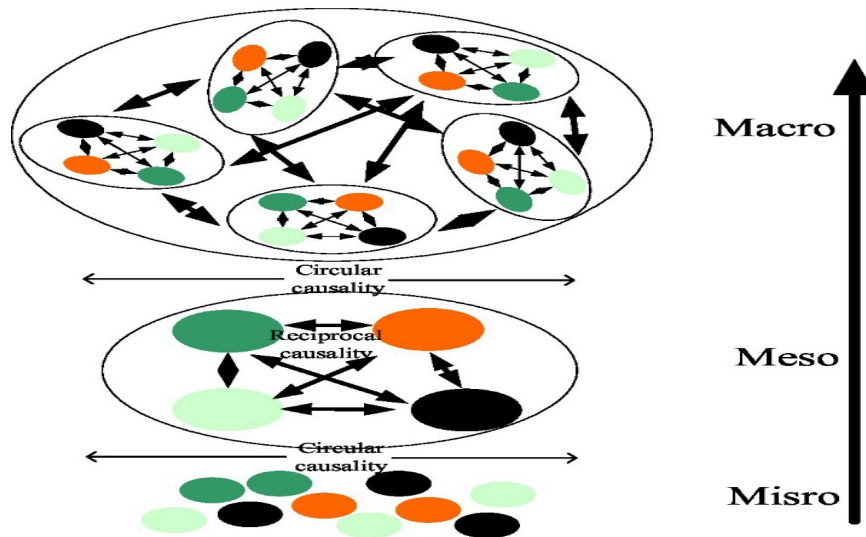 Macro
Circular
causality
Reciprocal
causality
Meso
Circular
causality
Misro